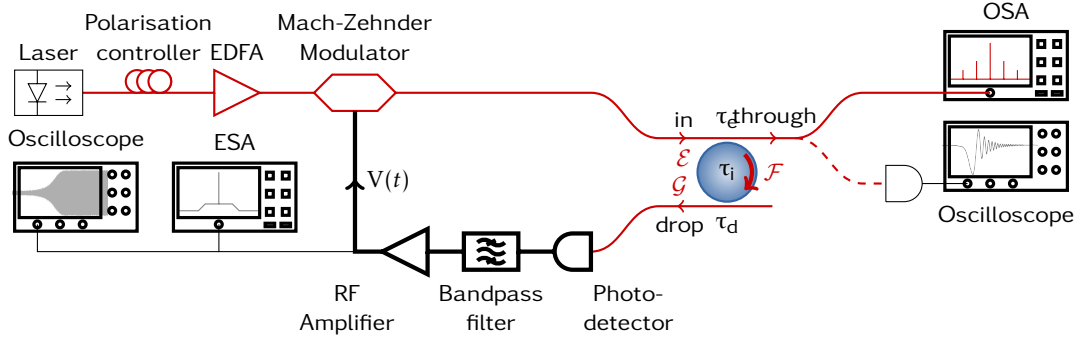 Laser
Polarisation
controller
EDFA
Mach-Zehnder
Modulator
OSA
in
τe
through
ℰ
τi
ℱ
𝒢
drop
τd
Oscilloscope
ESA
V(t)
Oscilloscope
RF
Amplifier
Bandpass
filter
Photo-
detector